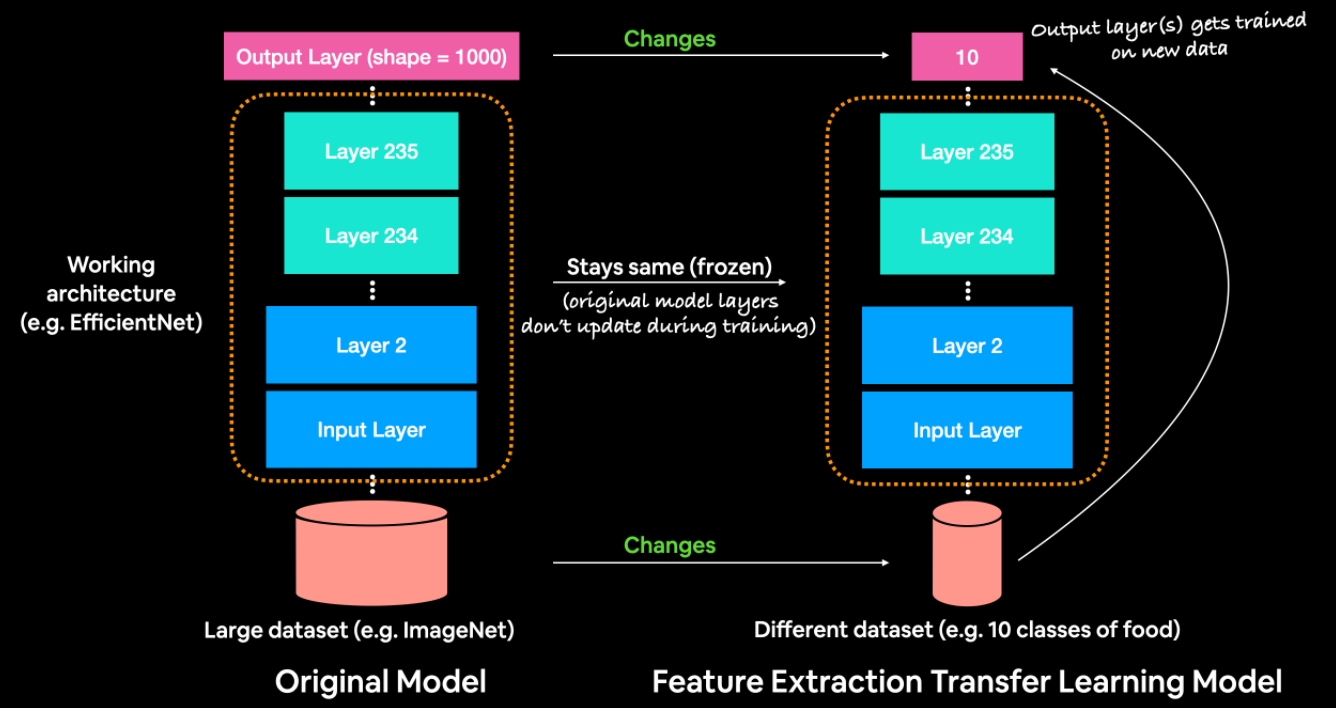 Output Layer (shape = 1000)
Changes
10
Output layer(s) gets trained
on new data
Layer 235
Layer 234
Layer 2
Input Layer
Working
architecture
(e.g. EfficientNet)
Stays same (frozen)
(original model layers
don't update during training)
Layer 235
Layer 234
Layer 2
Input Layer
Changes
Large dataset (e.g. ImageNet)
Different dataset (e.g. 10 classes of food)
Original Model
Feature Extraction Transfer Learning Model